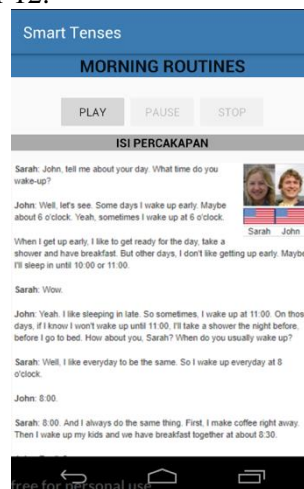 Smart Tenses
MORNING ROUTINES
PLAY PAUSE STOP
ISI PERCAKAPAN
Sarah: John, tell me about your day. What time do you
wake-up?
John: Well, let's see. Some days I wake up early. Maybe
about 6 o'clock. Yeah, sometimes I wake up at 6 o'clock.
Sarah John
When I get up early, I like to get ready for the day, take a
shower and have breakfast. But other days, I don't like getting up early. Maybe
I'll sleep in until 10:00 or 11:00.
Sarah: Wow.
John: Yeah. I like sleeping in late. So sometimes, I wake up at 11:00. On thos
days, if I know I won't wake up until 11:00, I'll take a shower the night before,
before I go to bed. How about you, Sarah? When do you usually wake up?
Sarah: Well, I like everyday to be the same. So I wake up everyday at 8
o'clock.
John: 8:00.
Sarah: 8:00. And I always do the same thing. First, I make coffee right away.
Then I wake up my kids and we have breakfast together at about 8:30.
free for personal use